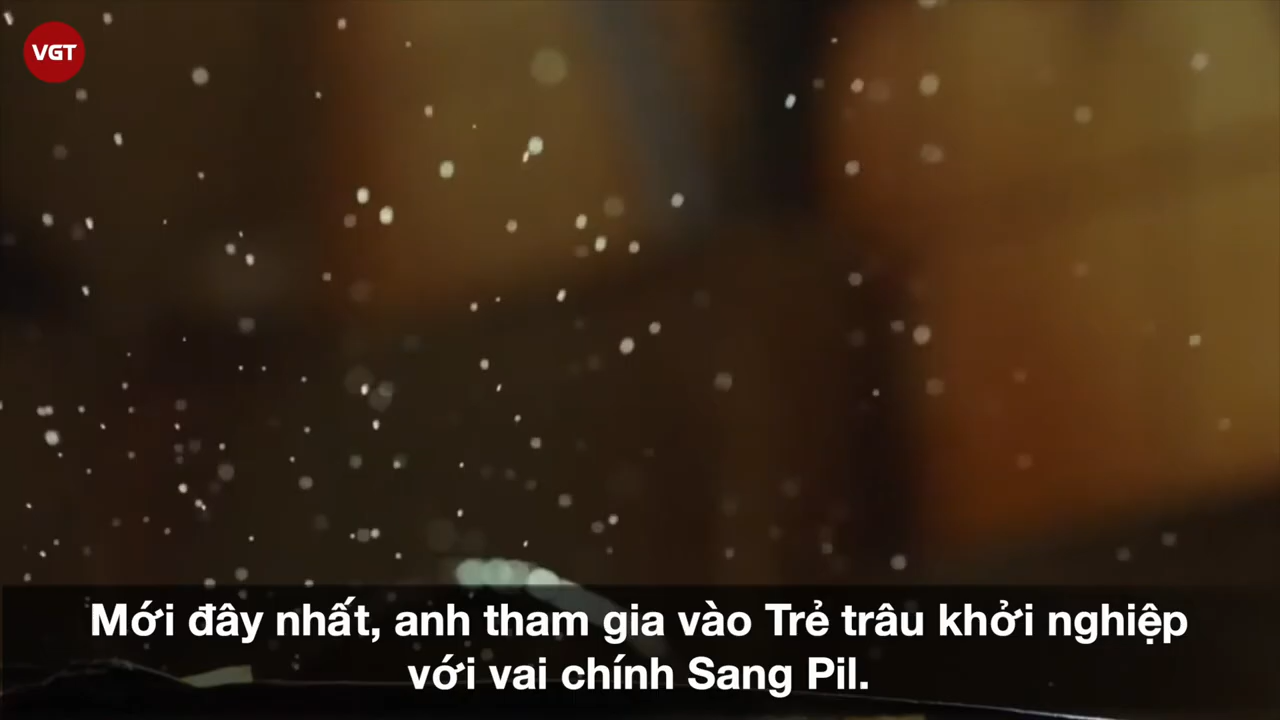 VGT
Mới đây nhất, anh tham gia vào Trẻ trâu khởi nghiệp
với vai chính Sang Pil.